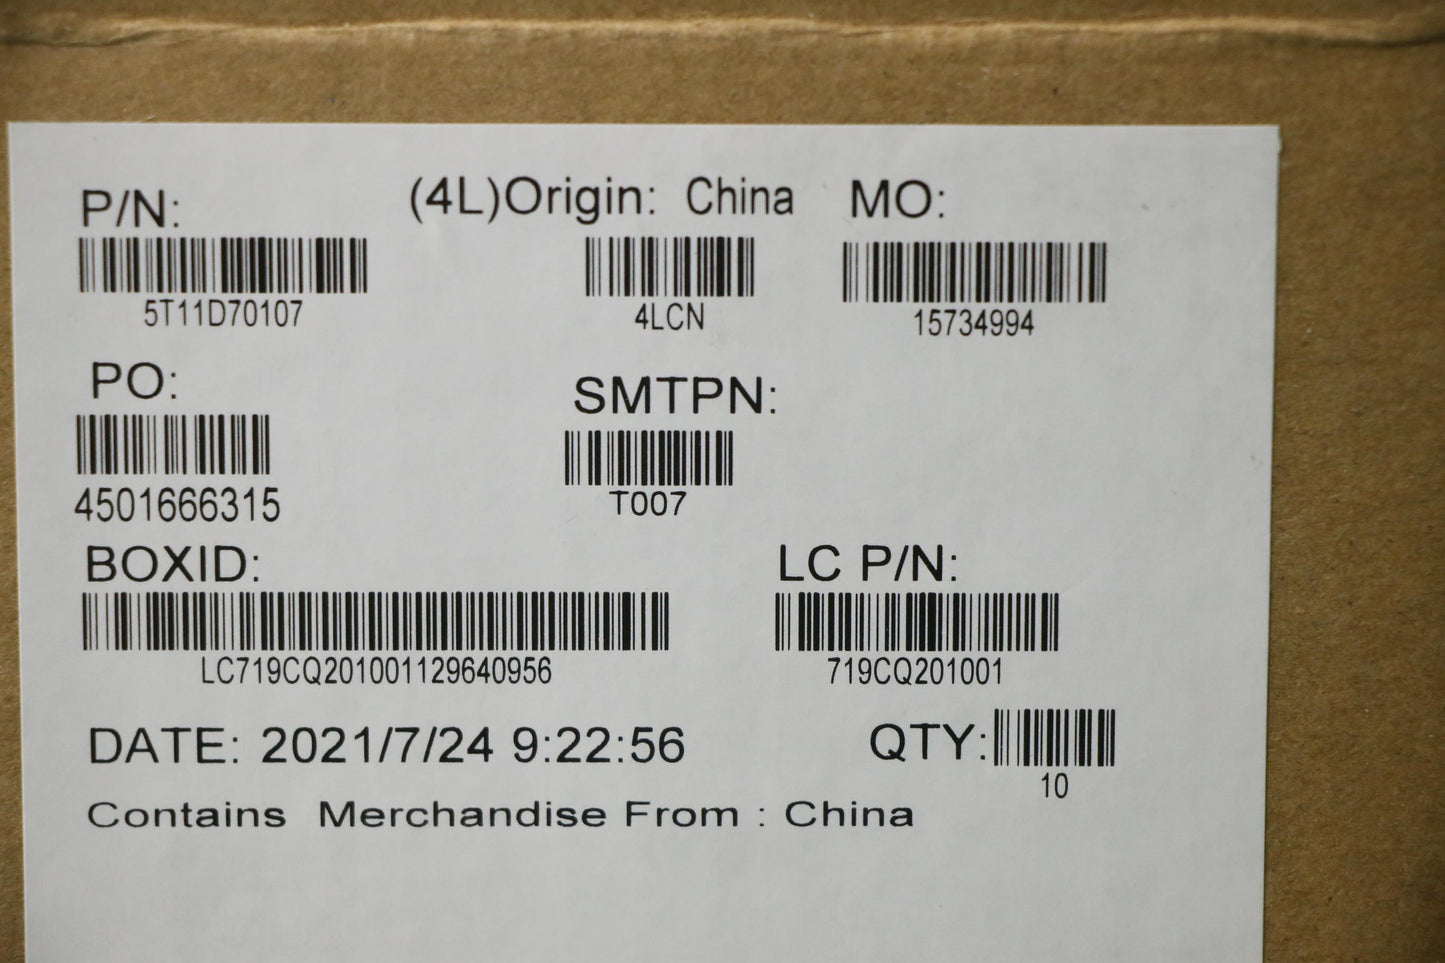 P/N: (4L)Origin: China MO:
5T11D70107 4LCN 15734994
PO: SMTPN:
4501666315 T007
BOXID: LC P/N:
LC719CQ201001129640956 719CQ201001
DATE: 2021/7/24 9:22:56 QTY:
10
Contains Merchandise From : China